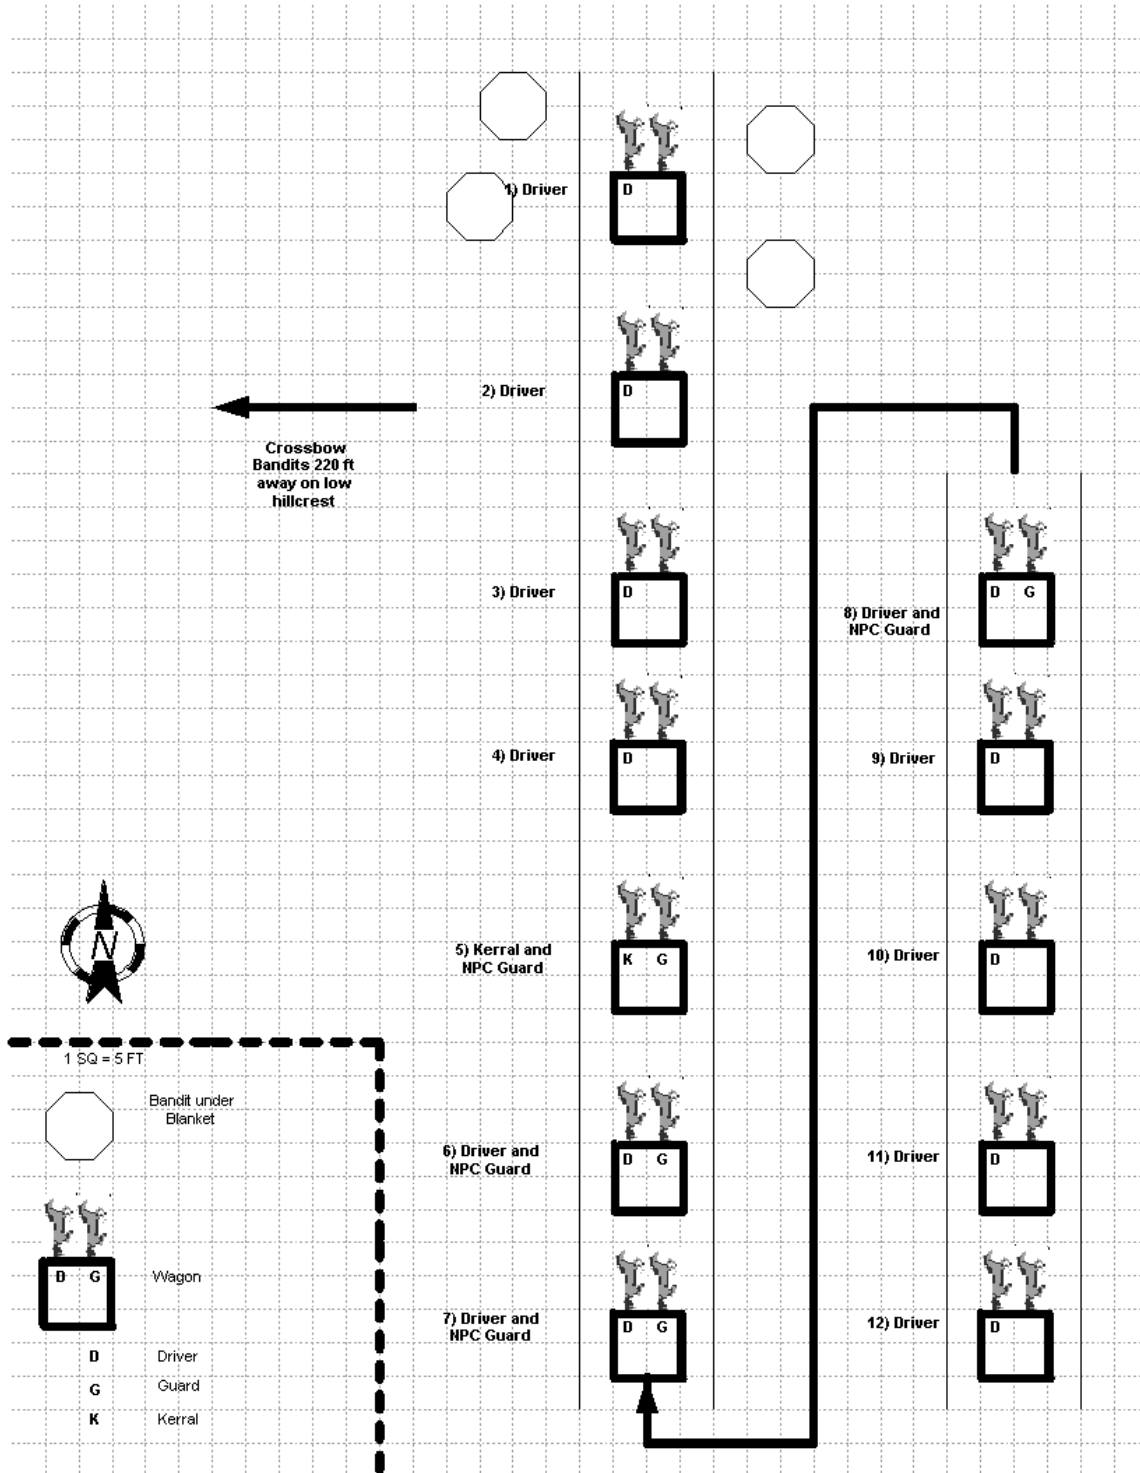 1) Driver
D
2) Driver
D
Crossbow
Bandits 220 ft
away on low
hillcrest
3) Driver
D
4) Driver
D
5) Kerral and
NPC Guard
K G
6) Driver and
NPC Guard
D G
7) Driver and
NPC Guard
D G
8) Driver and
NPC Guard
D G
9) Driver
D
10) Driver
D
11) Driver
D
12) Driver
D
N
1 SQ = 5 FT
Bandit under
Blanket
D G
Wagon
D Driver
G Guard
K Kerral